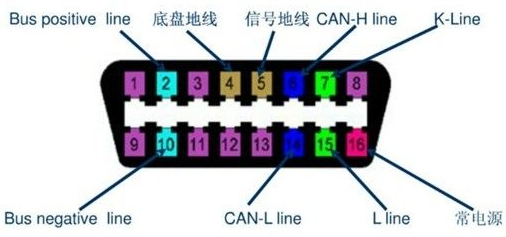 Bus positive line 底盘地线 信号地线 CAN-H line K-Line
1 2 3 4 5 6 7 8
9 10 11 12 13 14 15 16
Bus negative line CAN-L line L line 常电源